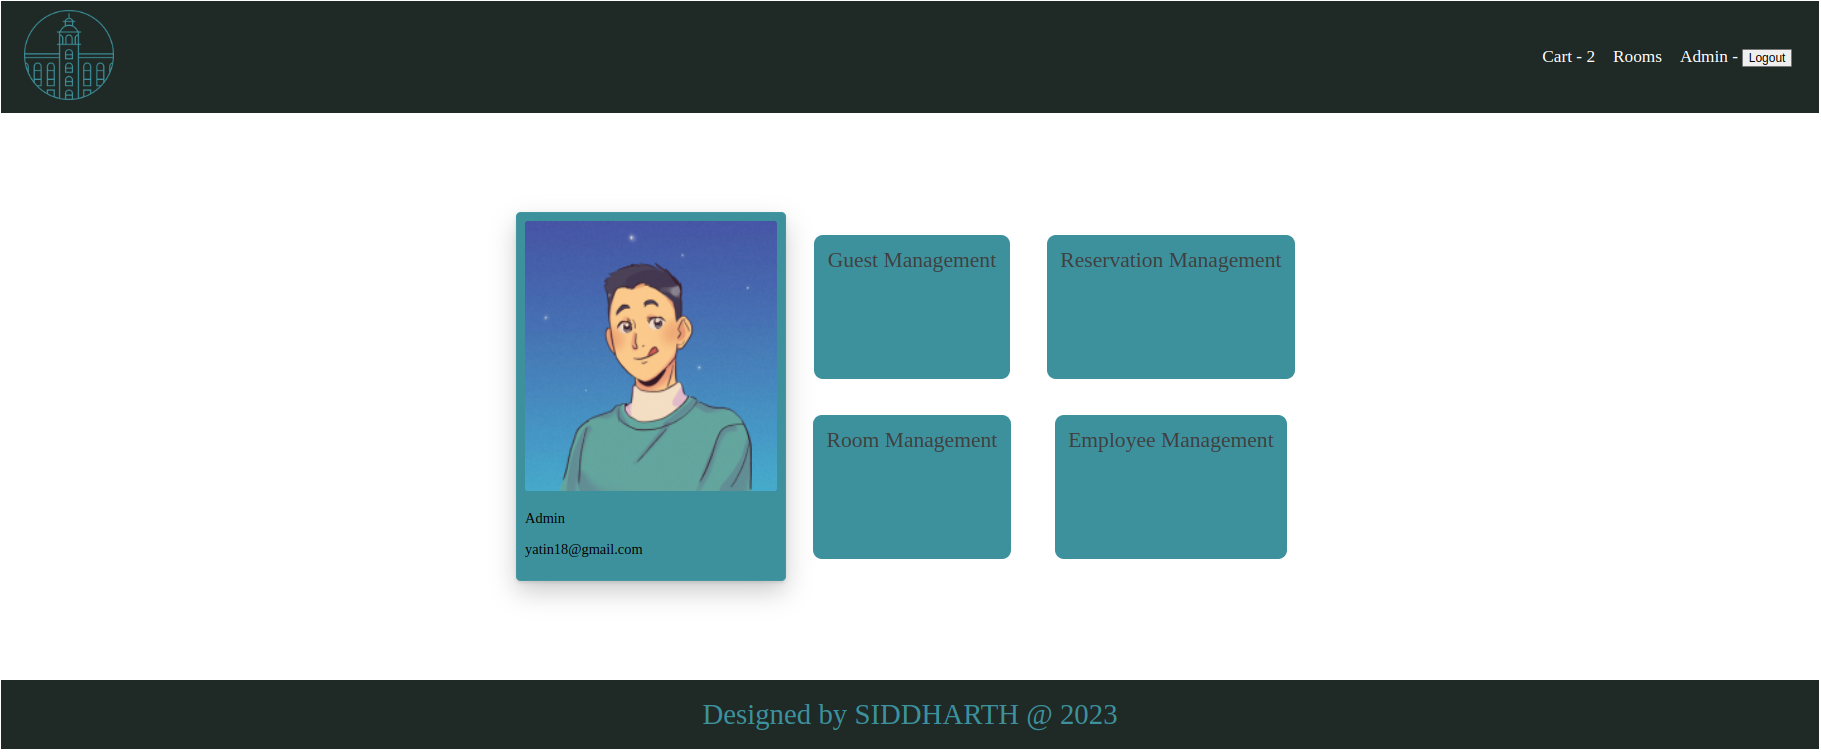 Cart - 2 Rooms Admin - Logout
Guest Management
Reservation Management
Room Management
Employee Management
Admin
yatin18@gmail.com
Designed by SIDDHARTH @ 2023